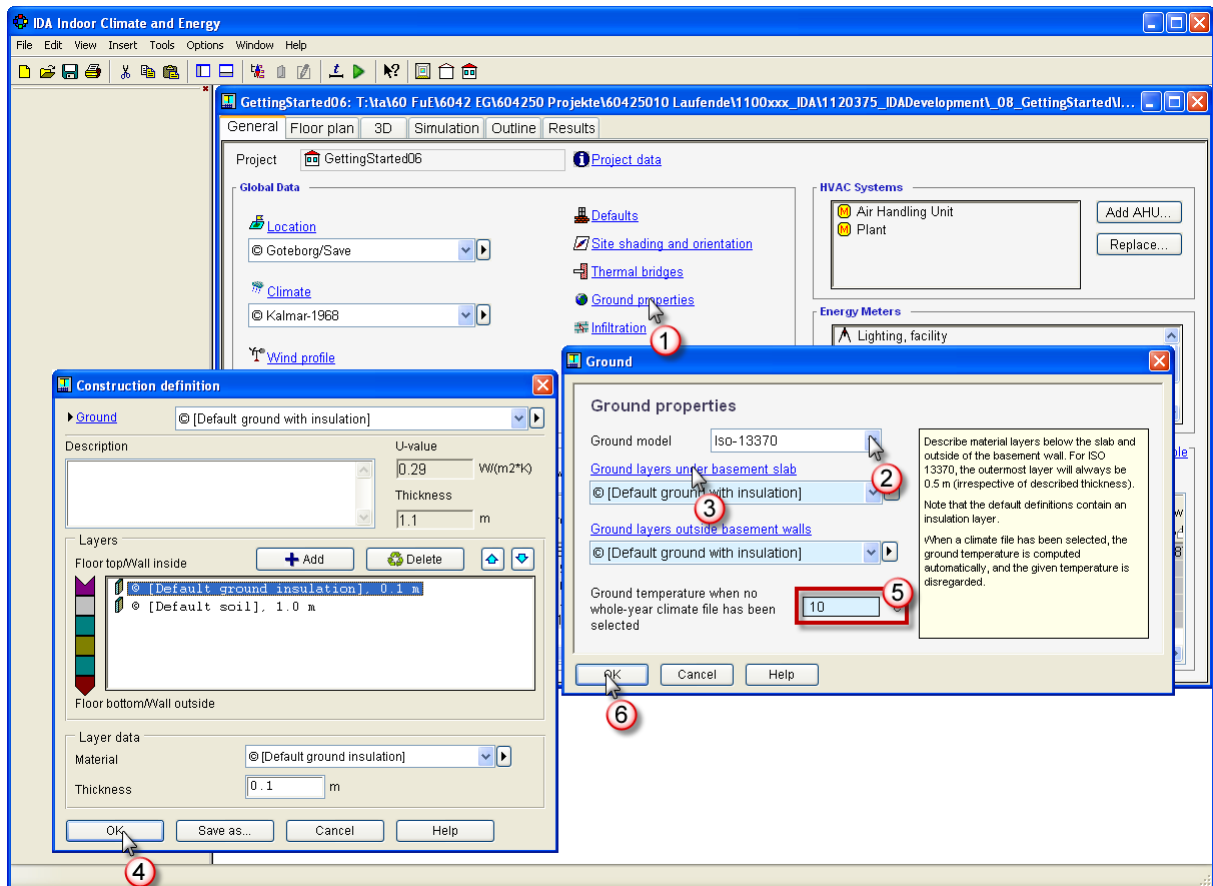 IDA Indoor Climate and Energy
File Edit View Insert Tools Options Window Help
GettingStarted06: T:\ta\60 FuE\6042 EG\604250 Projekte\60425010 Laufende\1100xxx_IDA\1120375_IDADevelopment\_08_GettingStarted\I...
General Floor plan 3D Simulation Outline Results
Project GettingStarted06 Project data
Global Data
Location
© Goteborg/Save
Climate
© Kalmar-1968
Wind profile
Defaults
Site shading and orientation
Thermal bridges
Ground properties
Infiltration
1
HVAC Systems
M Air Handling Unit
M Plant
Add AHU...
Replace...
Energy Meters
Lighting, facility
Construction definition
Ground © [Default ground with insulation]
Description
U-value
0.29 W/(m2*K)
Thickness
1.1 m
Layers
Floor top/Wall inside
Add
Delete
© [Default ground insulation], 0.1 m
© [Default soil], 1.0 m
Floor bottom/Wall outside
Layer data
Material © [Default ground insulation]
Thickness 0.1 m
OK Save as... Cancel Help
4
Ground
Ground properties
Ground model Iso-13370
2
Ground layers under basement slab
© [Default ground with insulation]
3
Ground layers outside basement walls
© [Default ground with insulation]
Ground temperature when no
whole-year climate file has been
selected
10
5
Describe material layers below the slab and
outside of the basement wall. For ISO
13370, the outermost layer will always be
0.5 m (irrespective of described thickness).
Note that the default definitions contain an
insulation layer.
When a climate file has been selected, the
ground temperature is computed
automatically, and the given temperature is
disregarded.
OK Cancel Help
6